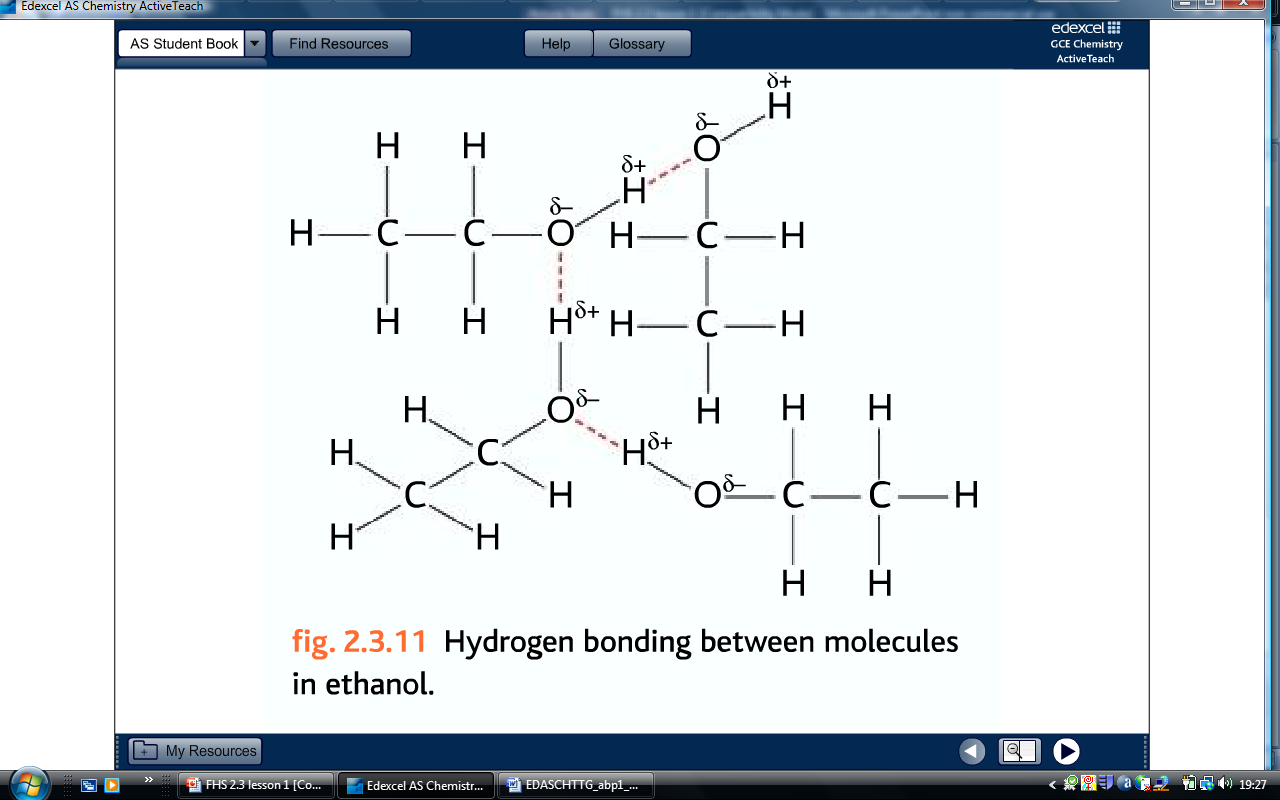 Edexcel AS Chemistry ActiveTeach
AS Student Book
Find Resources
Help
Glossary
edexcel
GCE Chemistry
ActiveTeach
δ+
H
δ–
H H O
δ+
H
δ–
H C C O H C H
H H H δ+ H C H
H O δ– H H H
H C H δ+
C H O δ– C C H
H H H H
fig. 2.3.11 Hydrogen bonding between molecules
in ethanol.
My Resources
FHS 2.3 lesson 1 [Co...
Edexcel AS Chemistr...
EDASCHTTG_abp1_...
19:27